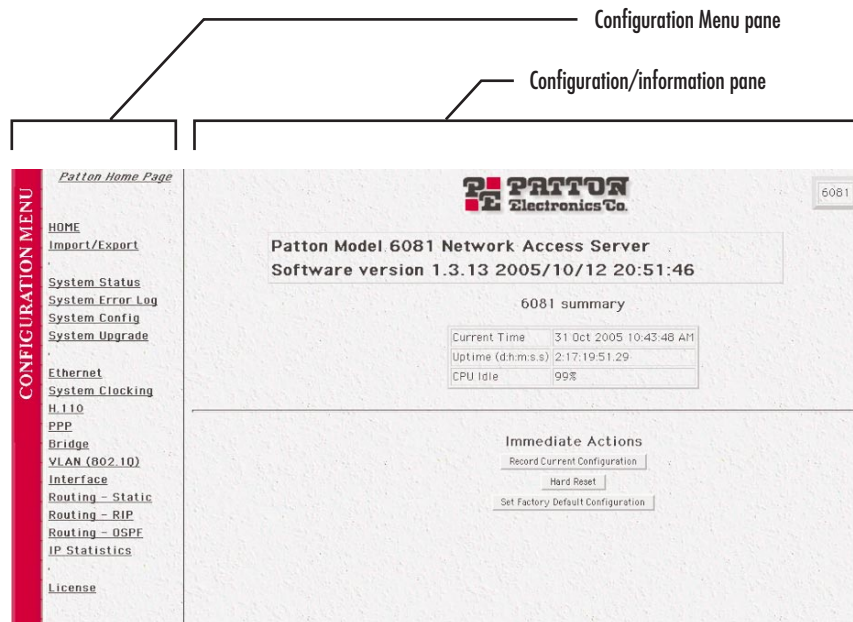 Configuration Menu pane
Configuration/information pane
CONFIGURATION MENU
Patton Home Page
HOME
Import/Export
System Status
System Error Log
System Config
System Upgrade
Ethernet
System Clocking
H.110
PPP
Bridge
VLAN (802.1Q)
Interface
Routing - Static
Routing - RIP
Routing - OSPF
IP Statistics
License
PE PATTON
Electronics Co.
6081
Patton Model 6081 Network Access Server
Software version 1.3.13 2005/10/12 20:51:46
6081 summary
Current Time 31 Oct 2005 10:43:48 AM
Uptime (d:h:m:s.s) 2:17:19:51.29
CPU Idle 99%
Immediate Actions
Record Current Configuration
Hard Reset
Set Factory Default Configuration